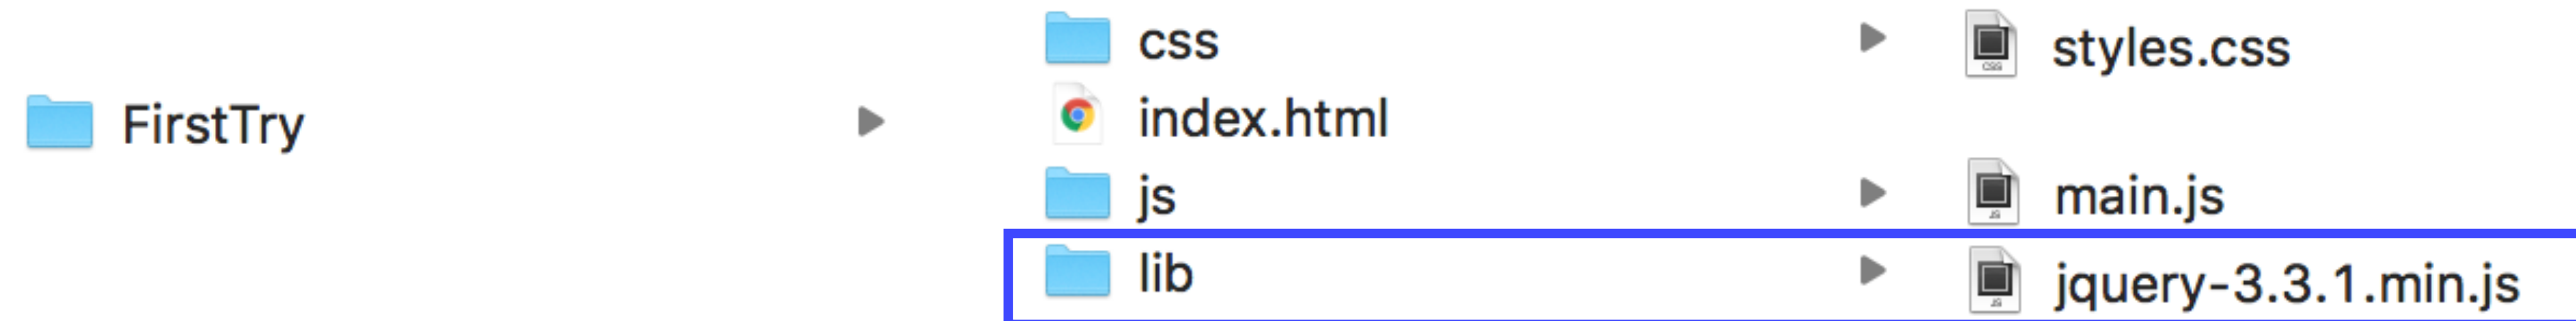 css
styles.css
FirstTry
index.html
js
main.js
lib
jquery-3.3.1.min.js